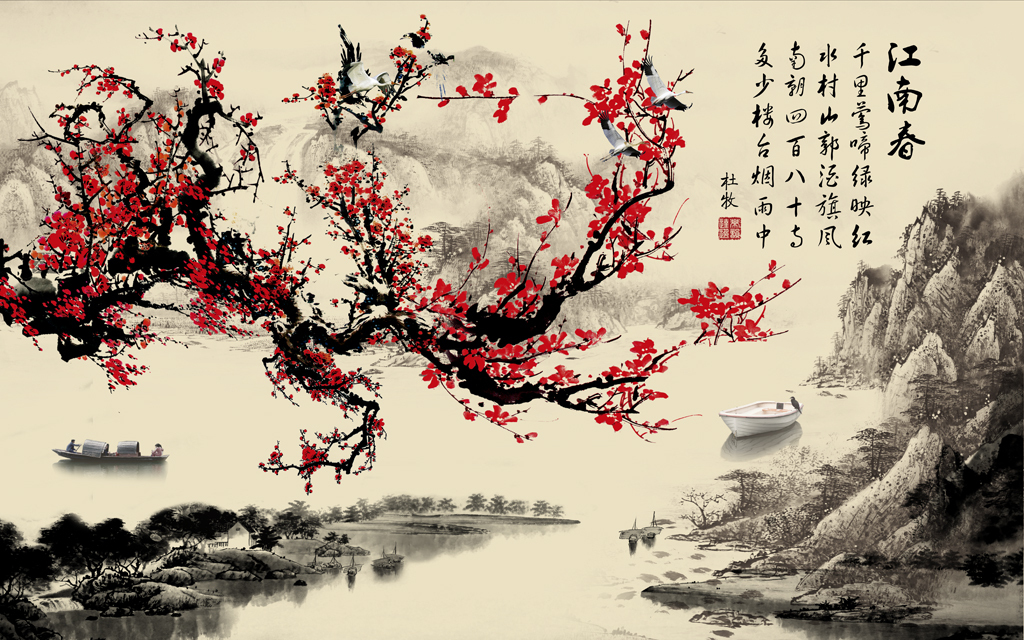 江南春
千里莺啼绿映红
水村山郭酒旗风
南朝四百八十寺
多少楼台烟雨中
杜牧